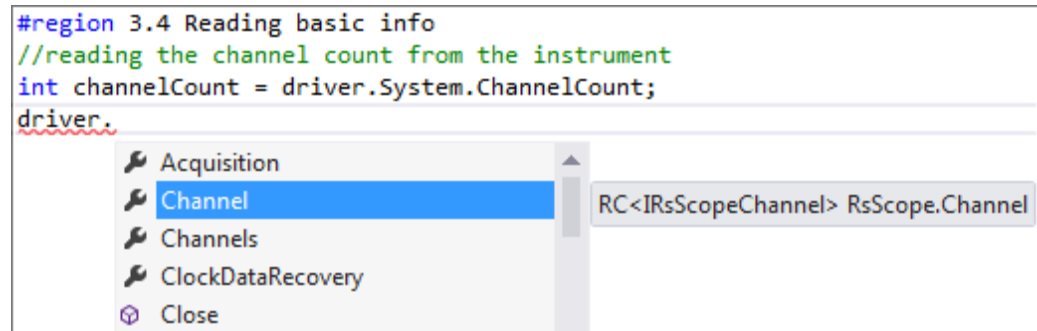 #region 3.4 Reading basic info
//reading the channel count from the instrument
int channelCount = driver.System.ChannelCount;
driver.
Acquisition
Channel
RC<IRsScopeChannel> RsScope.Channel
Channels
ClockDataRecovery
Close